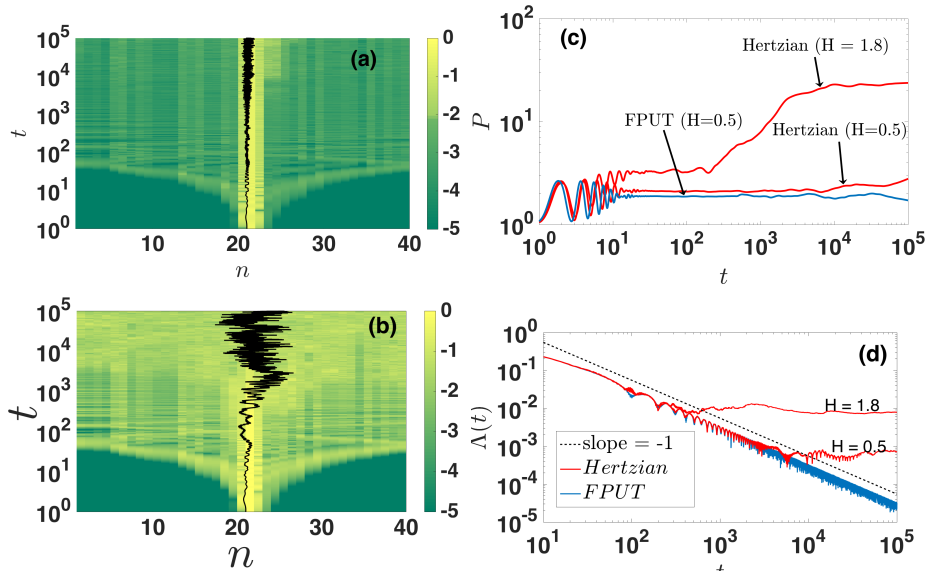 (a)
10^5
10^4
10^3
10^2
10^1
10^0
t
10 20 30 40
n
0
-1
-2
-3
-4
-5
(b)
10^5
10^4
10^3
10^2
10^1
10^0
t
10 20 30 40
n
0
-1
-2
-3
-4
-5
(c)
10^2
10^1
10^0
P
Hertzian (H = 1.8)
FPUT (H=0.5)
Hertzian (H=0.5)
10^0 10^1 10^2 10^3 10^4 10^5
t
(d)
10^0
10^-1
10^-2
10^-3
10^-4
10^-5
Λ(t)
H = 1.8
H = 0.5
slope = -1
Hertzian
FPUT
10^1 10^2 10^3 10^4 10^5
t